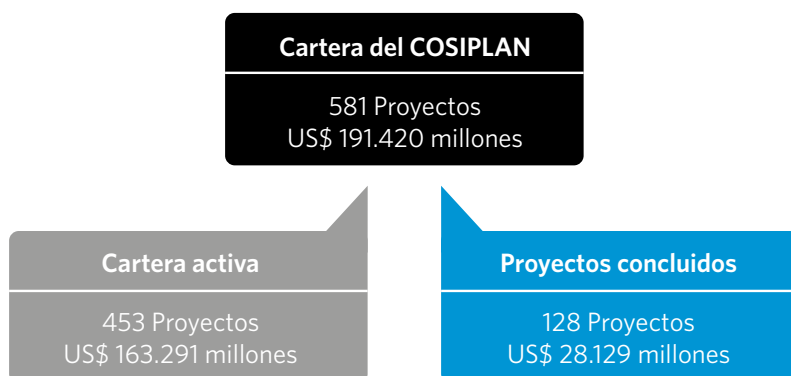 Cartera del COSIPLAN
581 Proyectos
US$ 191.420 millones
Cartera activa
453 Proyectos
US$ 163.291 millones
Proyectos concluidos
128 Proyectos
US$ 28.129 millones